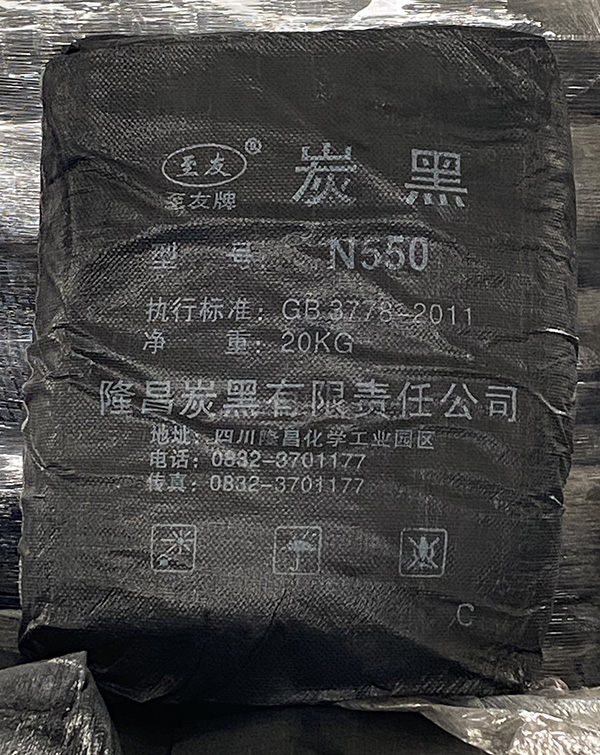 至友 ®
至友牌
炭黑
型 号： N550
执行标准：GB 3778-2011
净 重：20KG
隆昌炭黑有限责任公司
地址：四川隆昌化学工业园区
电话：0832-3701177
传真：0832-3701177
C